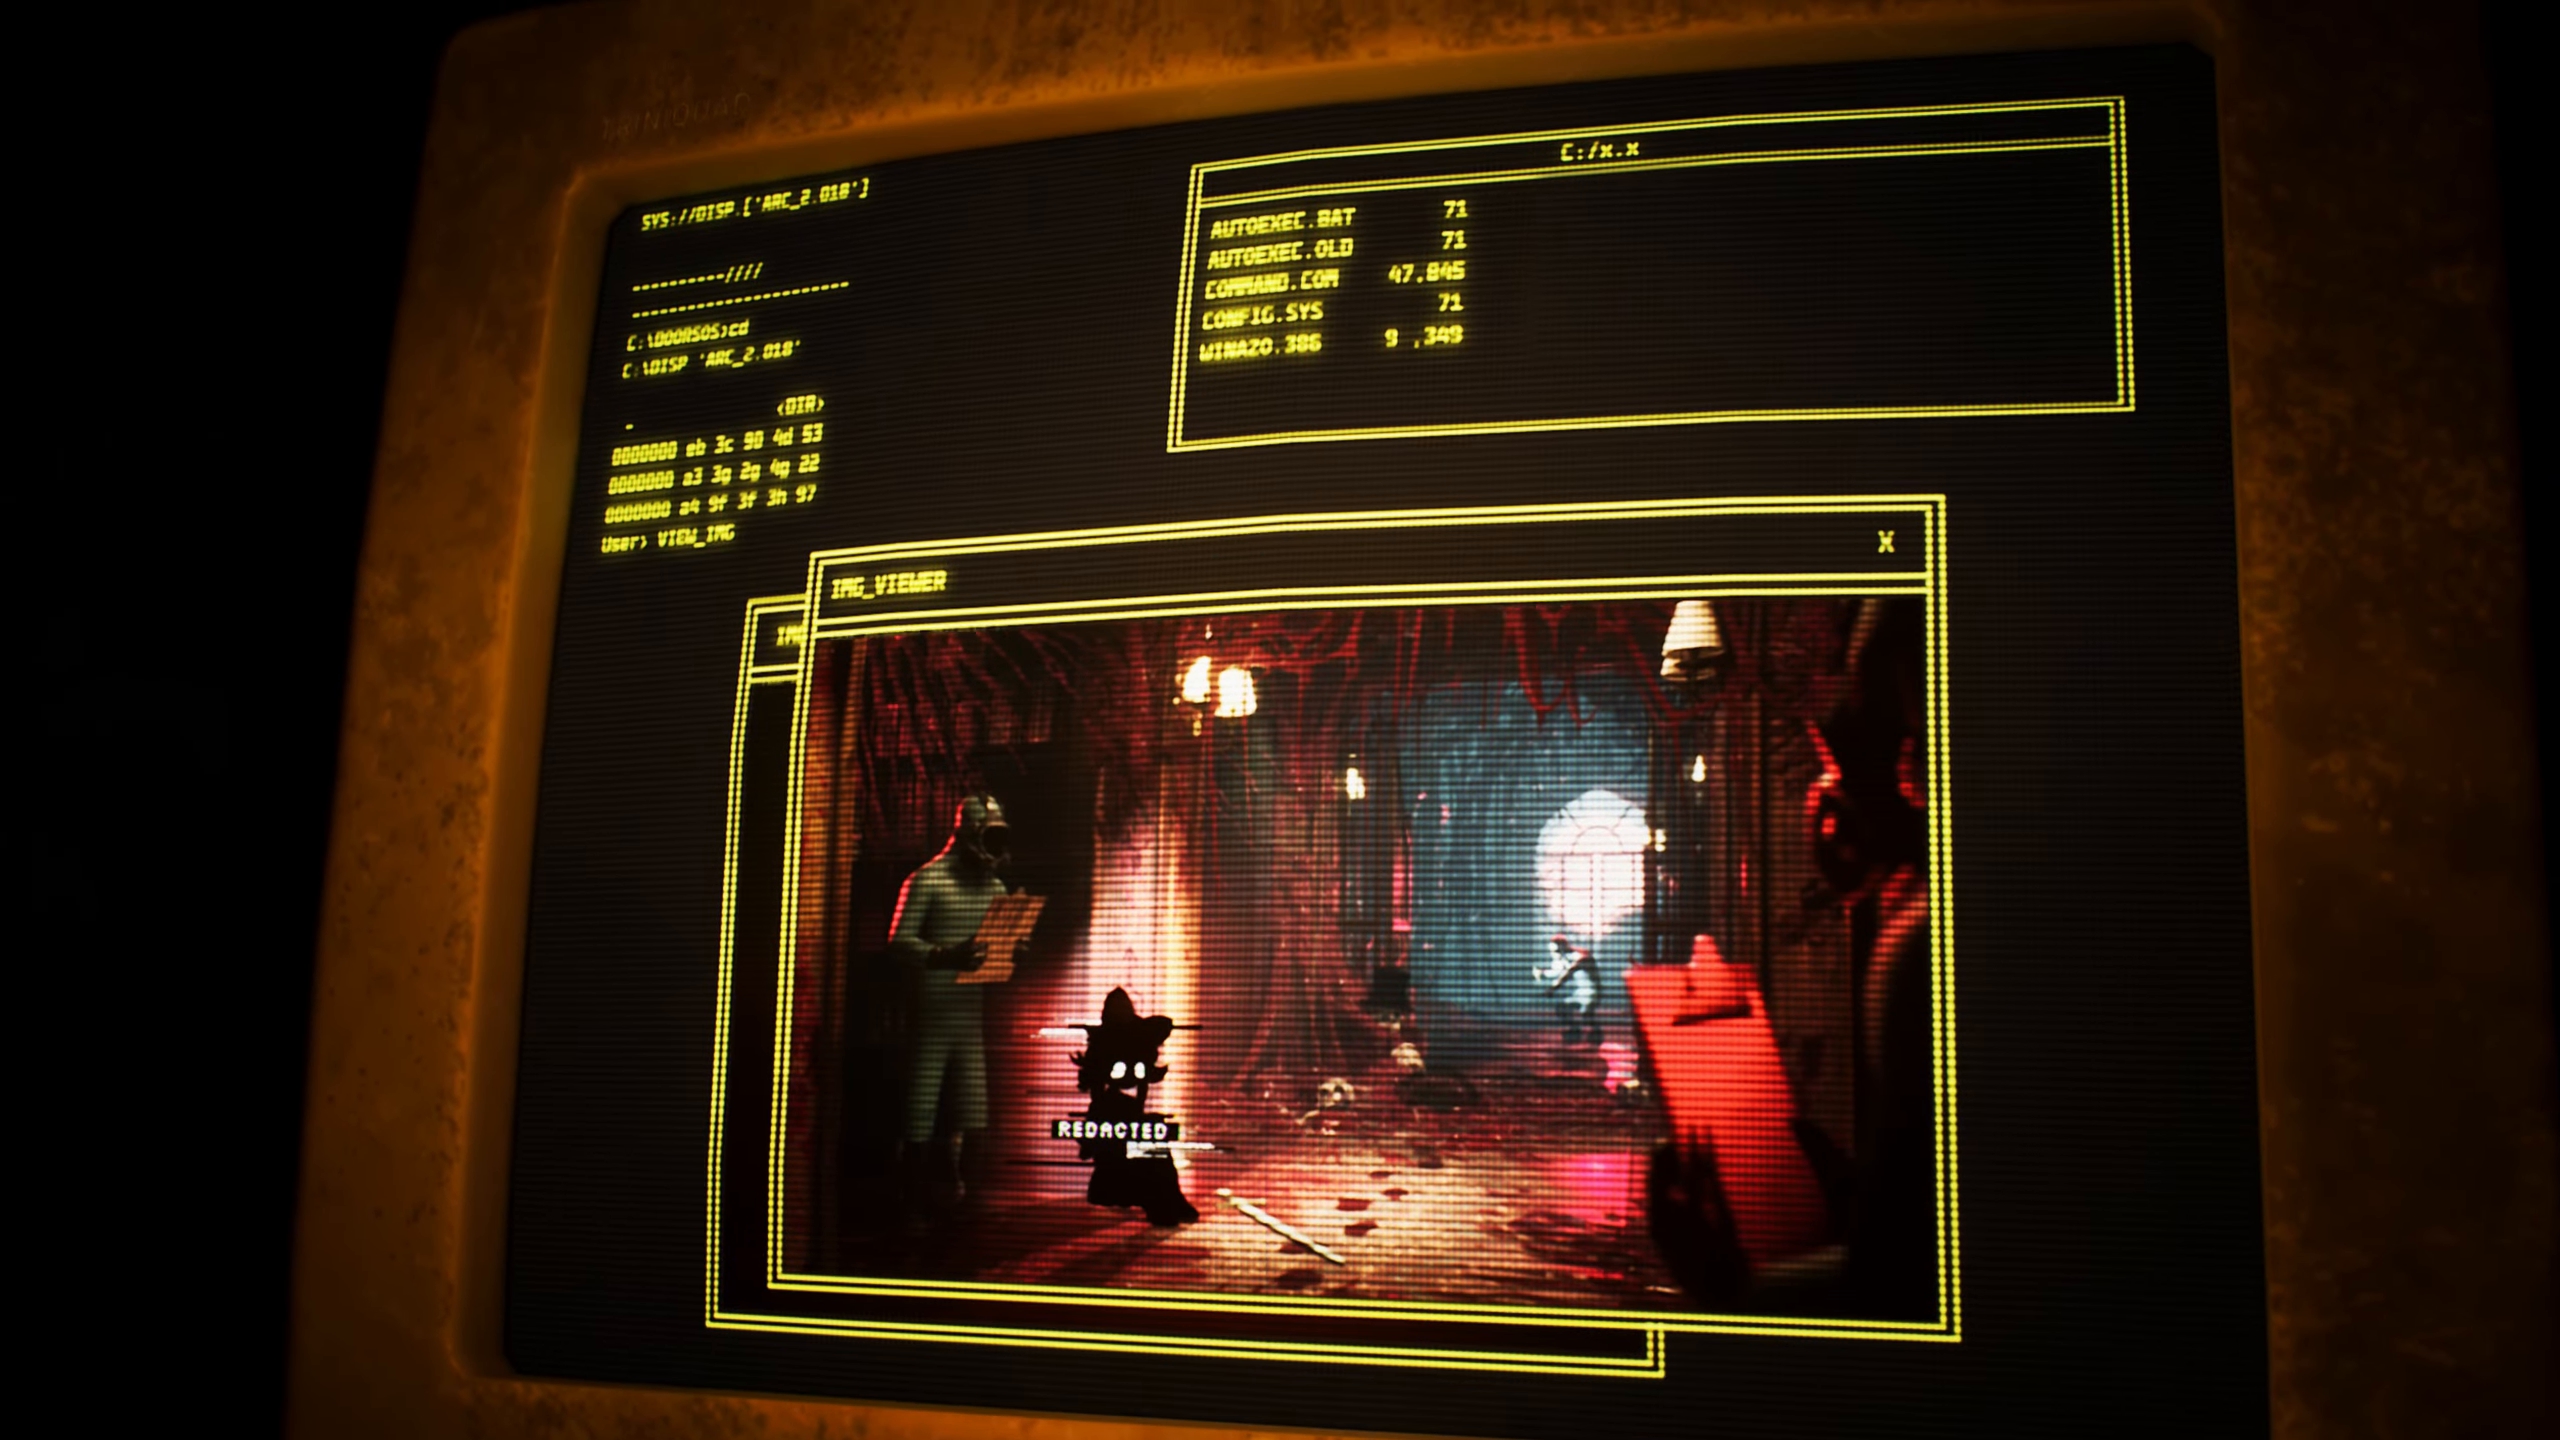 TRINIQUAD
SYS://DISP.['ARC_2.018']
----------////
-----------------------
C:\DOORSOS>cd
C:\DISP 'ARC_2.018'
<DIR>
.
0000000 eb 3c 90 4d 53
0000000 a3 3g 2g 4g 22
0000000 a4 9f 3f 3h 97
User> VIEW_IMG
C:/x.x
AUTOEXEC.BAT 71
AUTOEXEC.OLD 71
COMMAND.COM 47.845
CONFIG.SYS 71
WINA20.386 9 .349
IMG_VIEWER X
IM
REDACTED